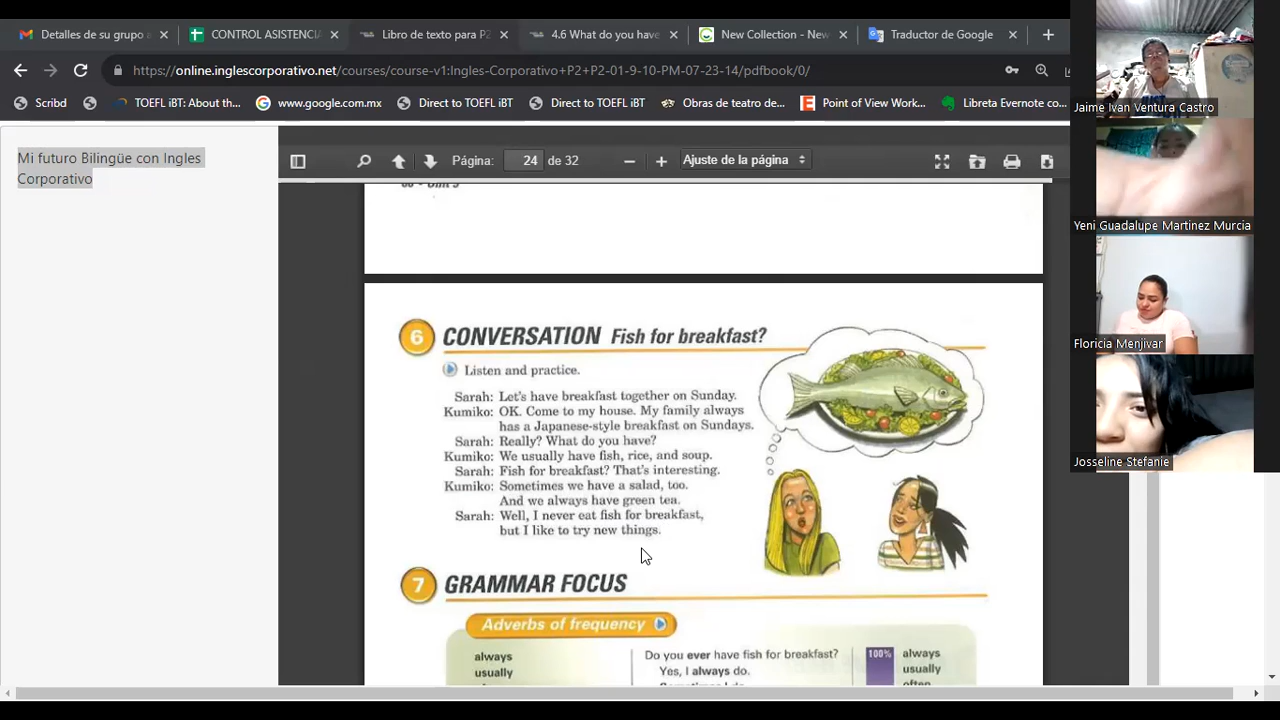 Detalles de su grupo a
CONTROL ASISTENCIA
Libro de texto para P2
4.6 What do you have
New Collection - New
Traductor de Google
https://online.inglescorporativo.net/courses/course-v1:Ingles-Corporativo+P2+P2-01-9-10-PM-07-23-14/pdfbook/0/
Scribd
TOEFL iBT: About th...
www.google.com.mx
Direct to TOEFL iBT
Direct to TOEFL iBT
Obras de teatro de...
Point of View Work...
Libreta Evernote co...
Mi futuro Bilingüe con Ingles
Corporativo
Página: 24 de 32
Ajuste de la página
6 CONVERSATION Fish for breakfast?
Listen and practice.
Sarah: Let's have breakfast together on Sunday.
Kumiko: OK. Come to my house. My family always
has a Japanese-style breakfast on Sundays.
Sarah: Really? What do you have?
Kumiko: We usually have fish, rice, and soup.
Sarah: Fish for breakfast? That's interesting.
Kumiko: Sometimes we have a salad, too.
And we always have green tea.
Sarah: Well, I never eat fish for breakfast,
but I like to try new things.
7 GRAMMAR FOCUS
Adverbs of frequency
always
usually
Do you ever have fish for breakfast?
Yes, I always do.
100% always
usually
Jaime Ivan Ventura Castro
Yeni Guadalupe Martinez Murcia
Floricia Menjivar
Josseline Stefanie